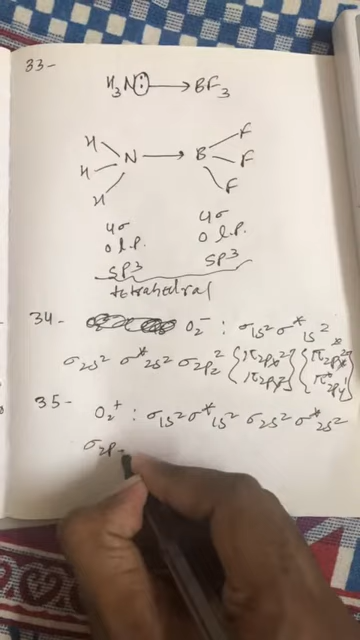 33-
H3N: → BF3
H F
H N → B F
H F
4σ 4σ
0 l.p. 0 l.p.
sp3 sp3
tetrahedral
34- O2- : σ1s2 σ*1s2
σ2s2 σ*2s2 σ2pz2 {π2px2 {π*2px2
π2py2 π*2py1
35- O2+ : σ1s2 σ*1s2 σ2s2 σ*2s2
σ2p